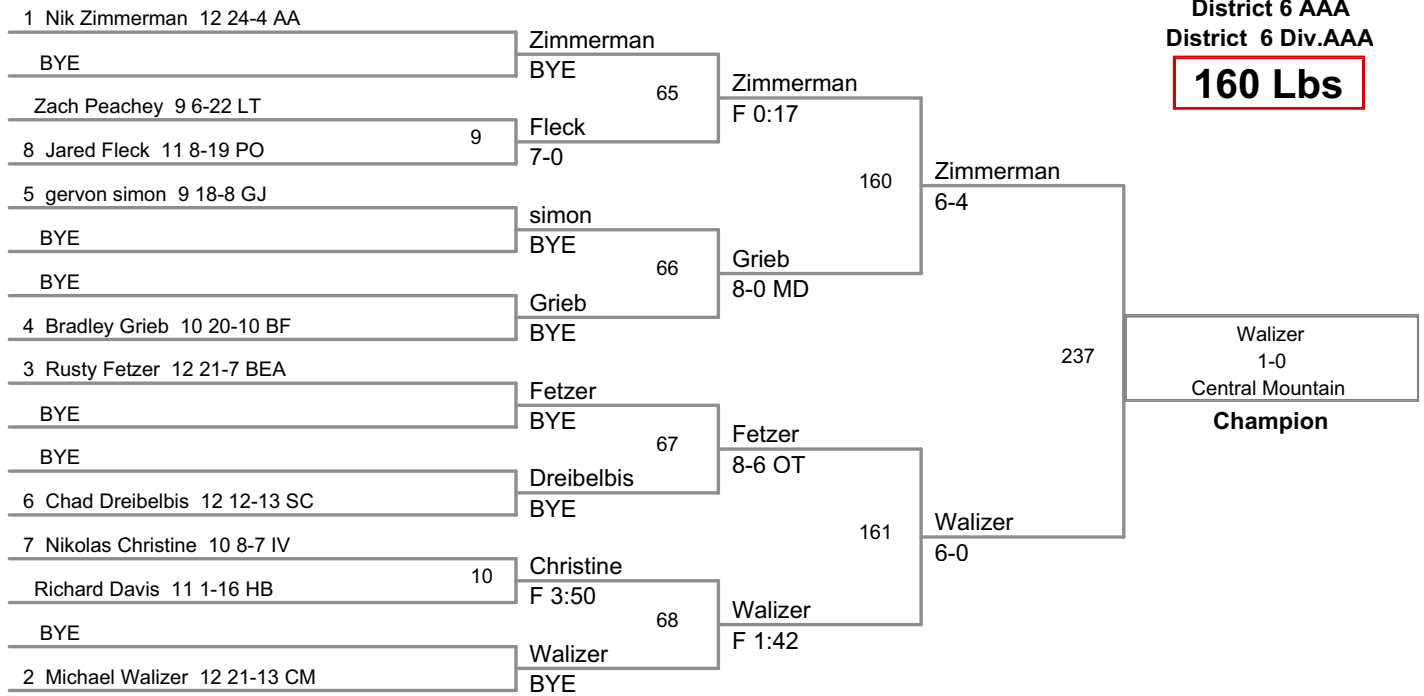 District 6 AAA
District 6 Div.AAA
160 Lbs
1 Nik Zimmerman 12 24-4 AA
BYE
Zach Peachey 9 6-22 LT
8 Jared Fleck 11 8-19 PO
5 gervon simon 9 18-8 GJ
BYE
BYE
4 Bradley Grieb 10 20-10 BF
3 Rusty Fetzer 12 21-7 BEA
BYE
BYE
6 Chad Dreibelbis 12 12-13 SC
7 Nikolas Christine 10 8-7 IV
Richard Davis 11 1-16 HB
BYE
2 Michael Walizer 12 21-13 CM
9
10
Zimmerman
BYE
Fleck
7-0
simon
BYE
Grieb
BYE
Fetzer
BYE
Dreibelbis
BYE
Christine
F 3:50
Walizer
BYE
65
66
67
68
Zimmerman
F 0:17
Grieb
8-0 MD
Fetzer
8-6 OT
Walizer
F 1:42
160
161
Zimmerman
6-4
Walizer
6-0
237
Walizer
1-0
Central Mountain
Champion